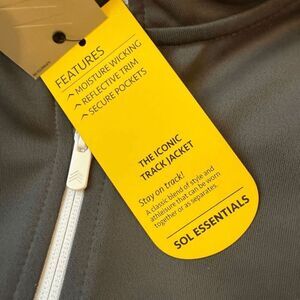 FEATURES
MOISTURE WICKING
REFLECTIVE TRIM
SECURE POCKETS
THE ICONIC
TRACK JACKET
Stay on track!
A classic blend of style and
athleisure that can be worn
together or as separates.
SOL ESSENTIALS